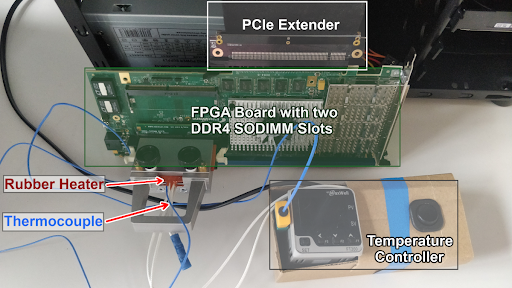 PCIe Extender
FPGA Board with two
DDR4 SODIMM Slots
Rubber Heater
Thermocouple
Temperature
Controller